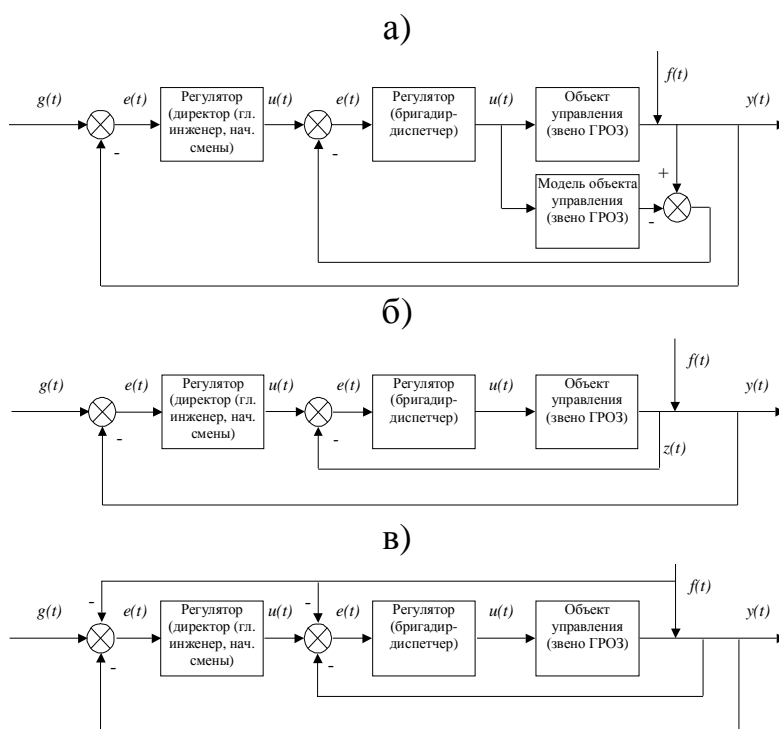 а)
f(t)
g(t) e(t) Регулятор u(t) e(t) Регулятор u(t) Объект y(t)
(директор (гл. (бригадир- управления
инженер, нач. диспетчер) (звено ГРОЗ)
смены)
- - +
Модель объекта
управления -
(звено ГРОЗ)
б)
f(t)
g(t) e(t) Регулятор u(t) e(t) Регулятор u(t) Объект y(t)
(директор (гл. (бригадир- управления
инженер, нач. диспетчер) (звено ГРОЗ)
смены)
- - z(t)
в)
- - f(t)
g(t) e(t) Регулятор u(t) e(t) Регулятор u(t) Объект y(t)
(директор (гл. (бригадир- управления
инженер, нач. диспетчер) (звено ГРОЗ)
смены)
- -